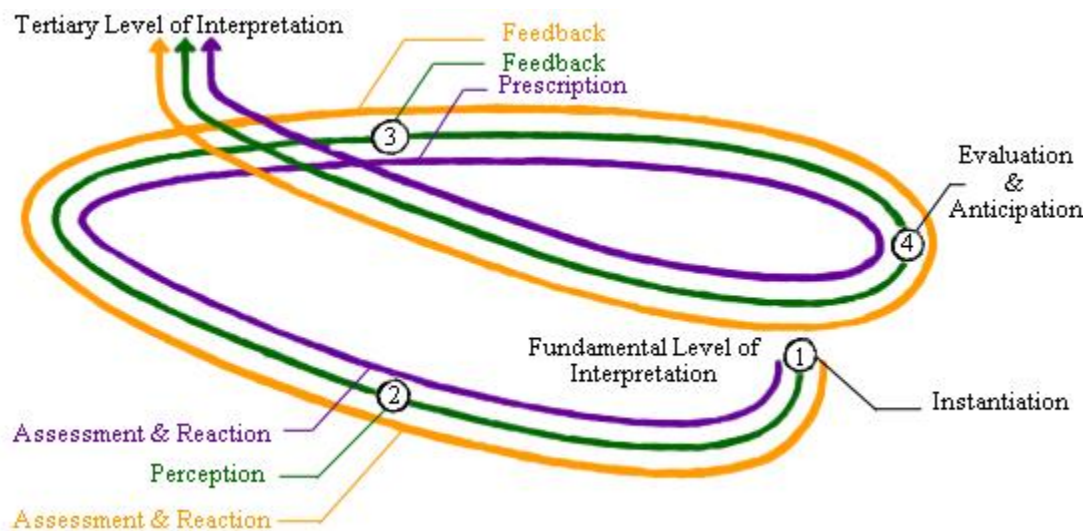 Tertiary Level of Interpretation
Feedback
Feedback
Prescription
3
Evaluation
&
Anticipation
4
Fundamental Level of
Interpretation
1
Instantiation
2
Assessment & Reaction
Perception
Assessment & Reaction